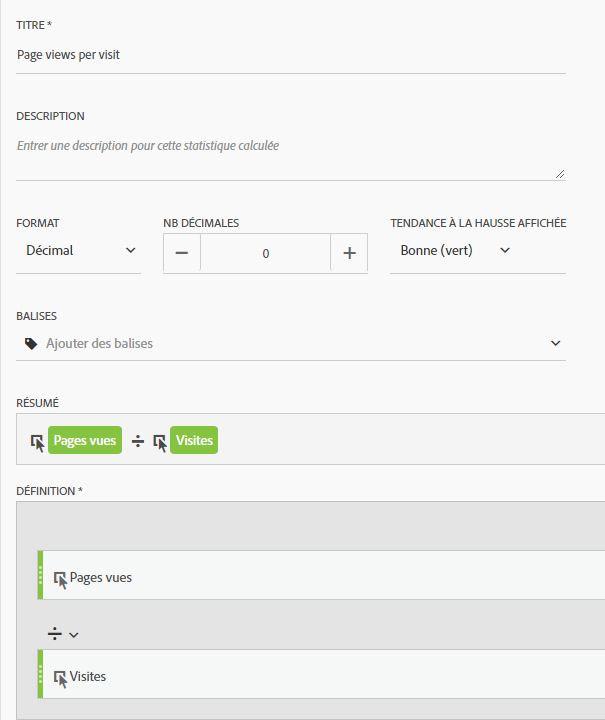 TITRE *
Page views per visit
DESCRIPTION
Entrer une description pour cette statistique calculée
FORMAT NB DÉCIMALES TENDANCE À LA HAUSSE AFFICHÉE
Décimal − 0 + Bonne (vert)
BALISES
Ajouter des balises
RÉSUMÉ
Pages vues ÷ Visites
DÉFINITION *
Pages vues
÷
Visites